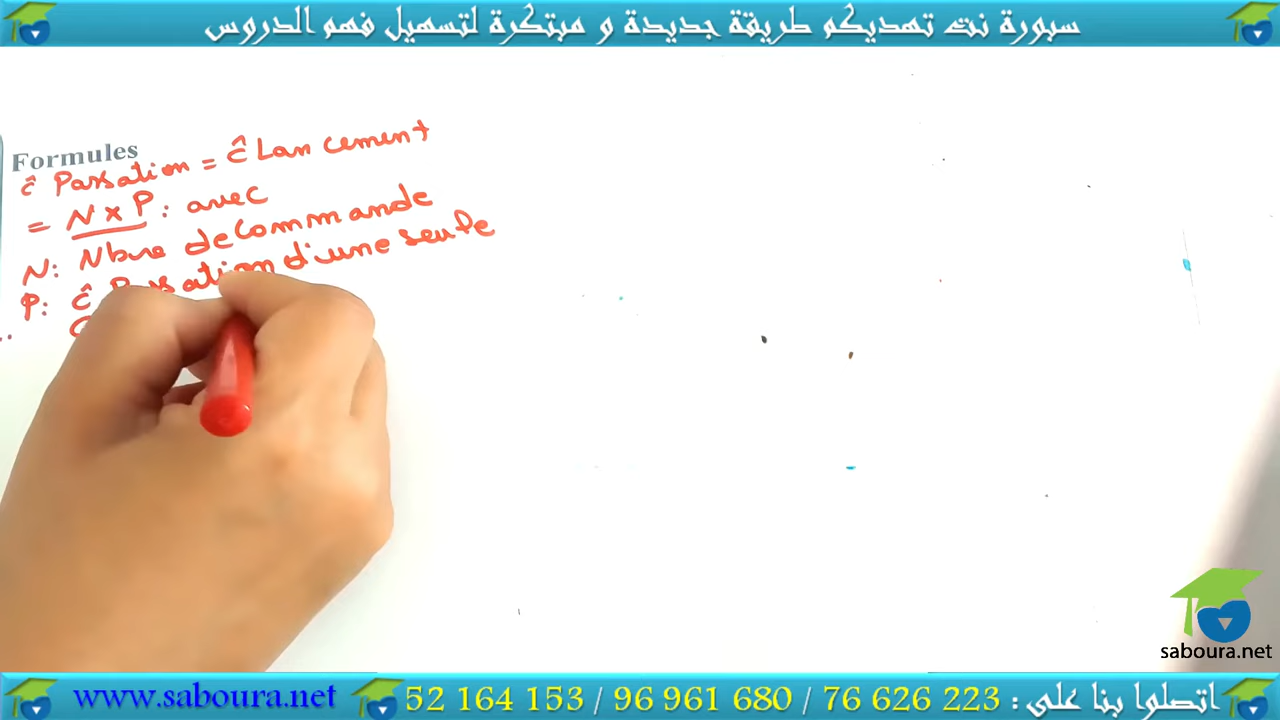 سبورة نت تهديكم طريقة جديدة و مبتكرة لتسهيل فهم الدروس
Formules
ĉ Passation = ĉ Lancement
= N x P : avec
N: Nbre de Commande
P: ĉ Passation d'une seule
saboura.net
www.saboura.net 52 164 153 / 96 961 680 / 76 626 223 : اتصلوا بنا على